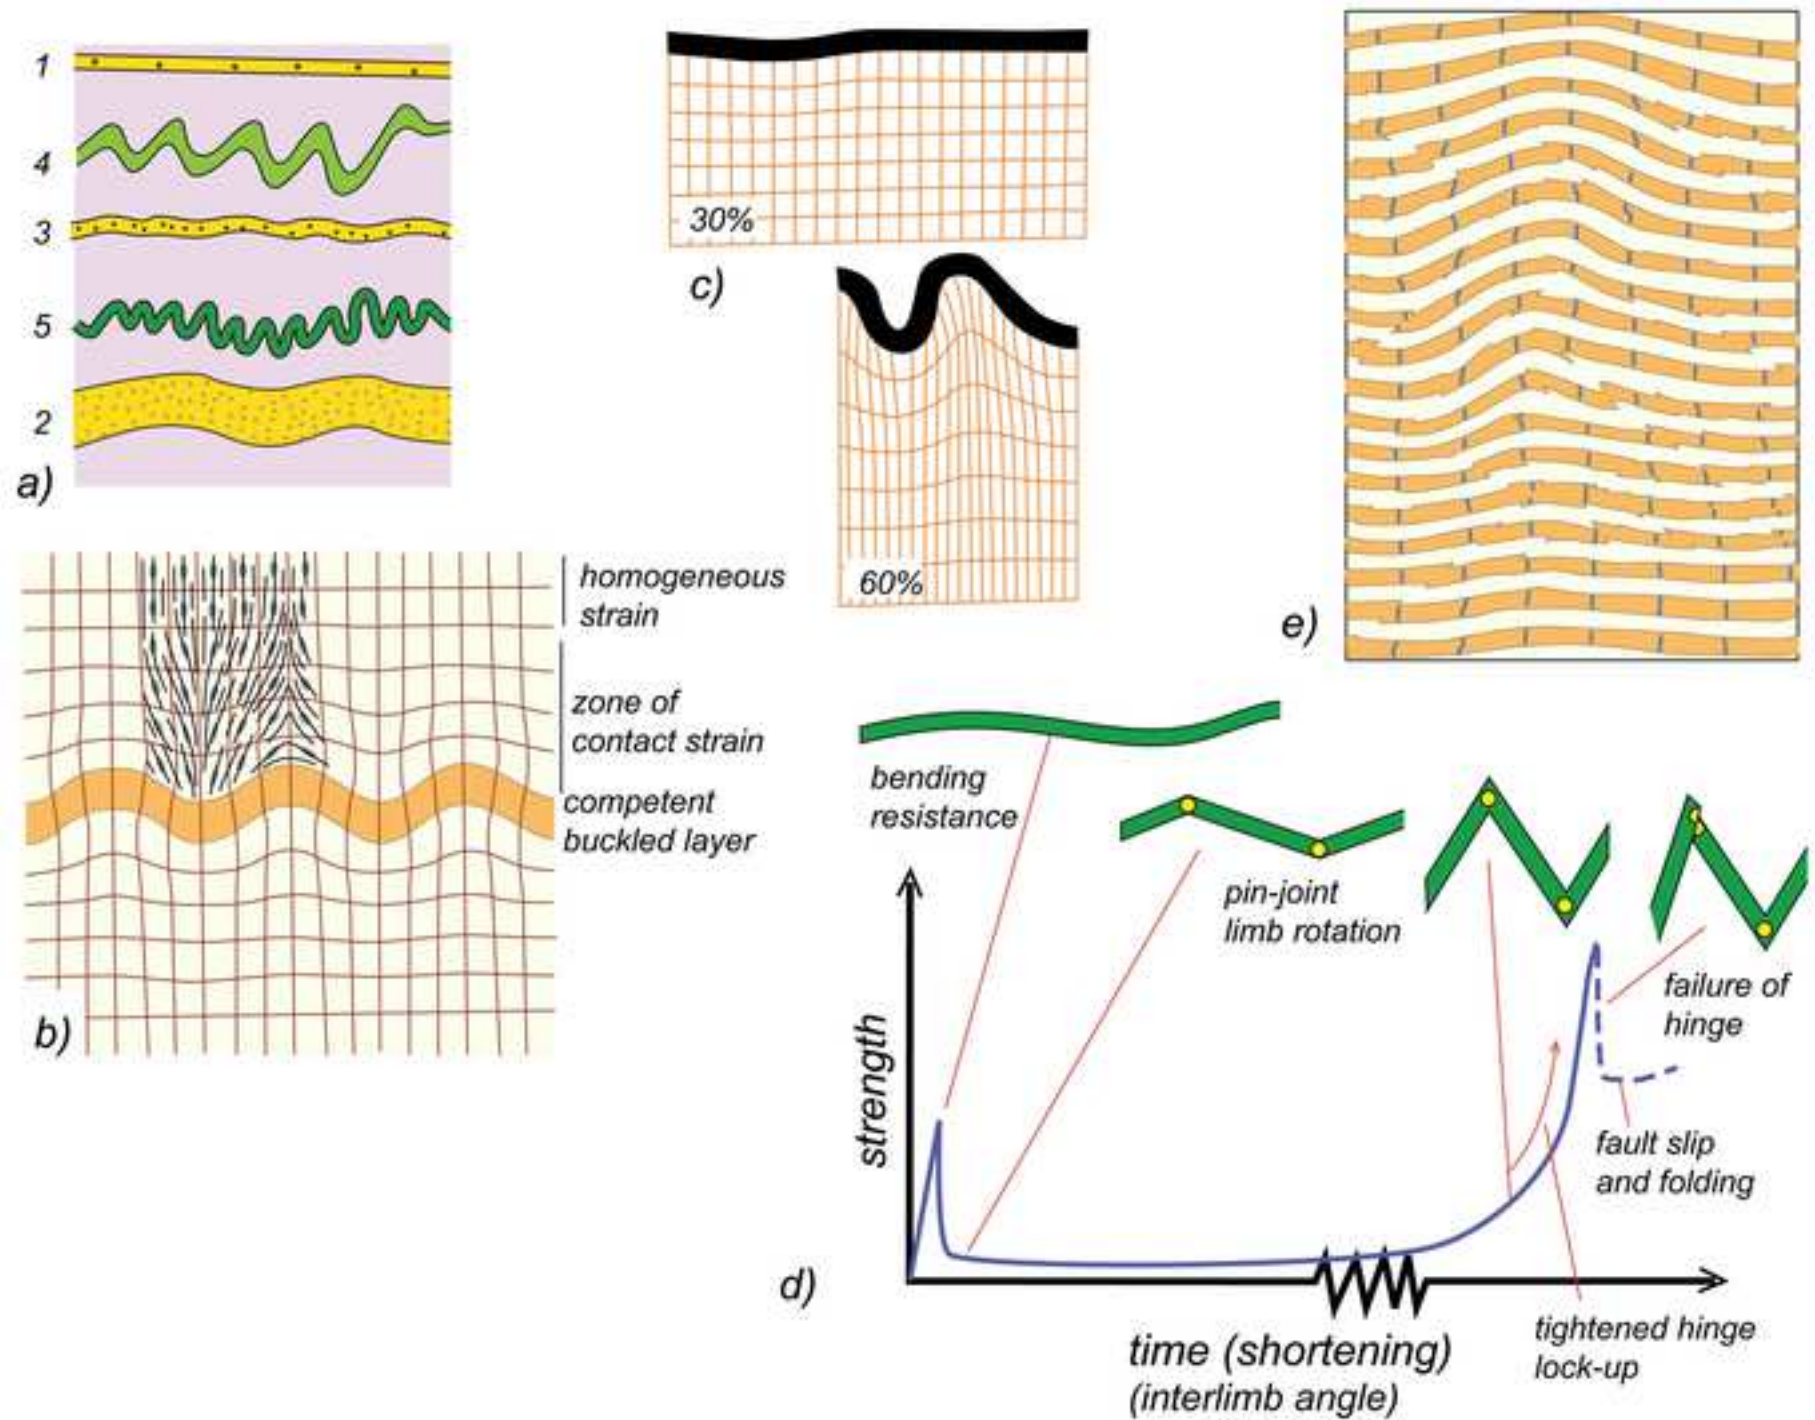 1
4
3
5
2
a)
homogeneous
strain
zone of
contact strain
competent
buckled layer
b)
30%
c)
60%
e)
bending
resistance
pin-joint
limb rotation
failure of
hinge
strength
fault slip
and folding
d)
tightened hinge
lock-up
time (shortening)
(interlimb angle)